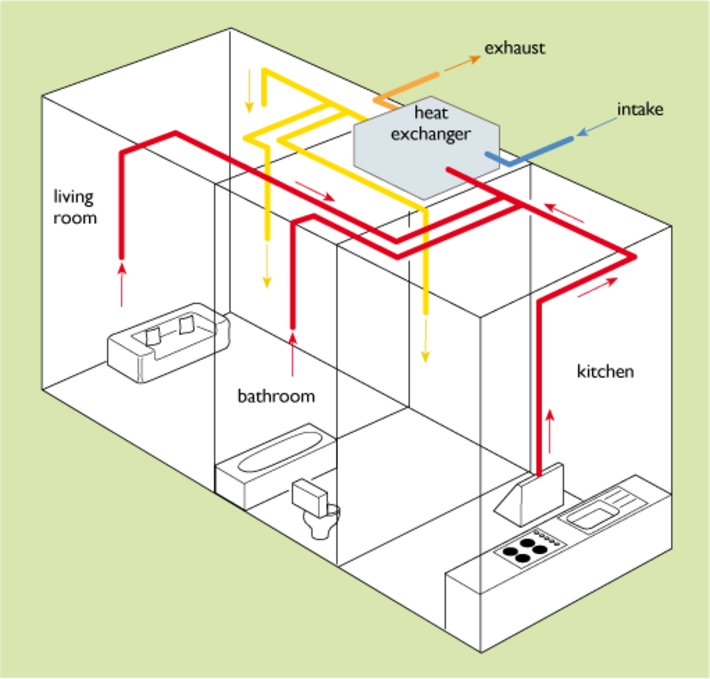 exhaust
heat
exchanger
intake
living
room
kitchen
bathroom